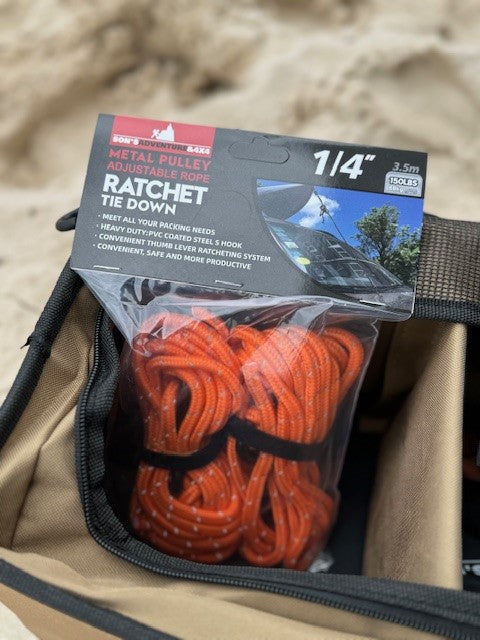 SON'S ADVENTURE&4X4
METAL PULLEY
ADJUSTABLE ROPE
RATCHET
TIE DOWN
· MEET ALL YOUR PACKING NEEDS
· HEAVY DUTY:PVC COATED STEEL S HOOK
· CONVENIENT THUMB LEVER RATCHETING SYSTEM
· CONVENIENT, SAFE AND MORE PRODUCTIVE
1/4”
3.5m
150LBS